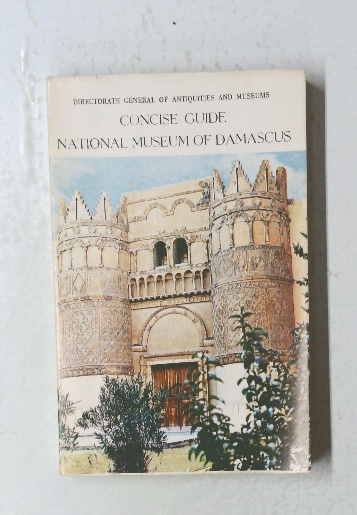 DIRECTORATE GENERAL OF ANTIQUITIES AND MUSEUMS
CONCISE GUIDE
NATIONAL MUSEUM OF DAMASCUS